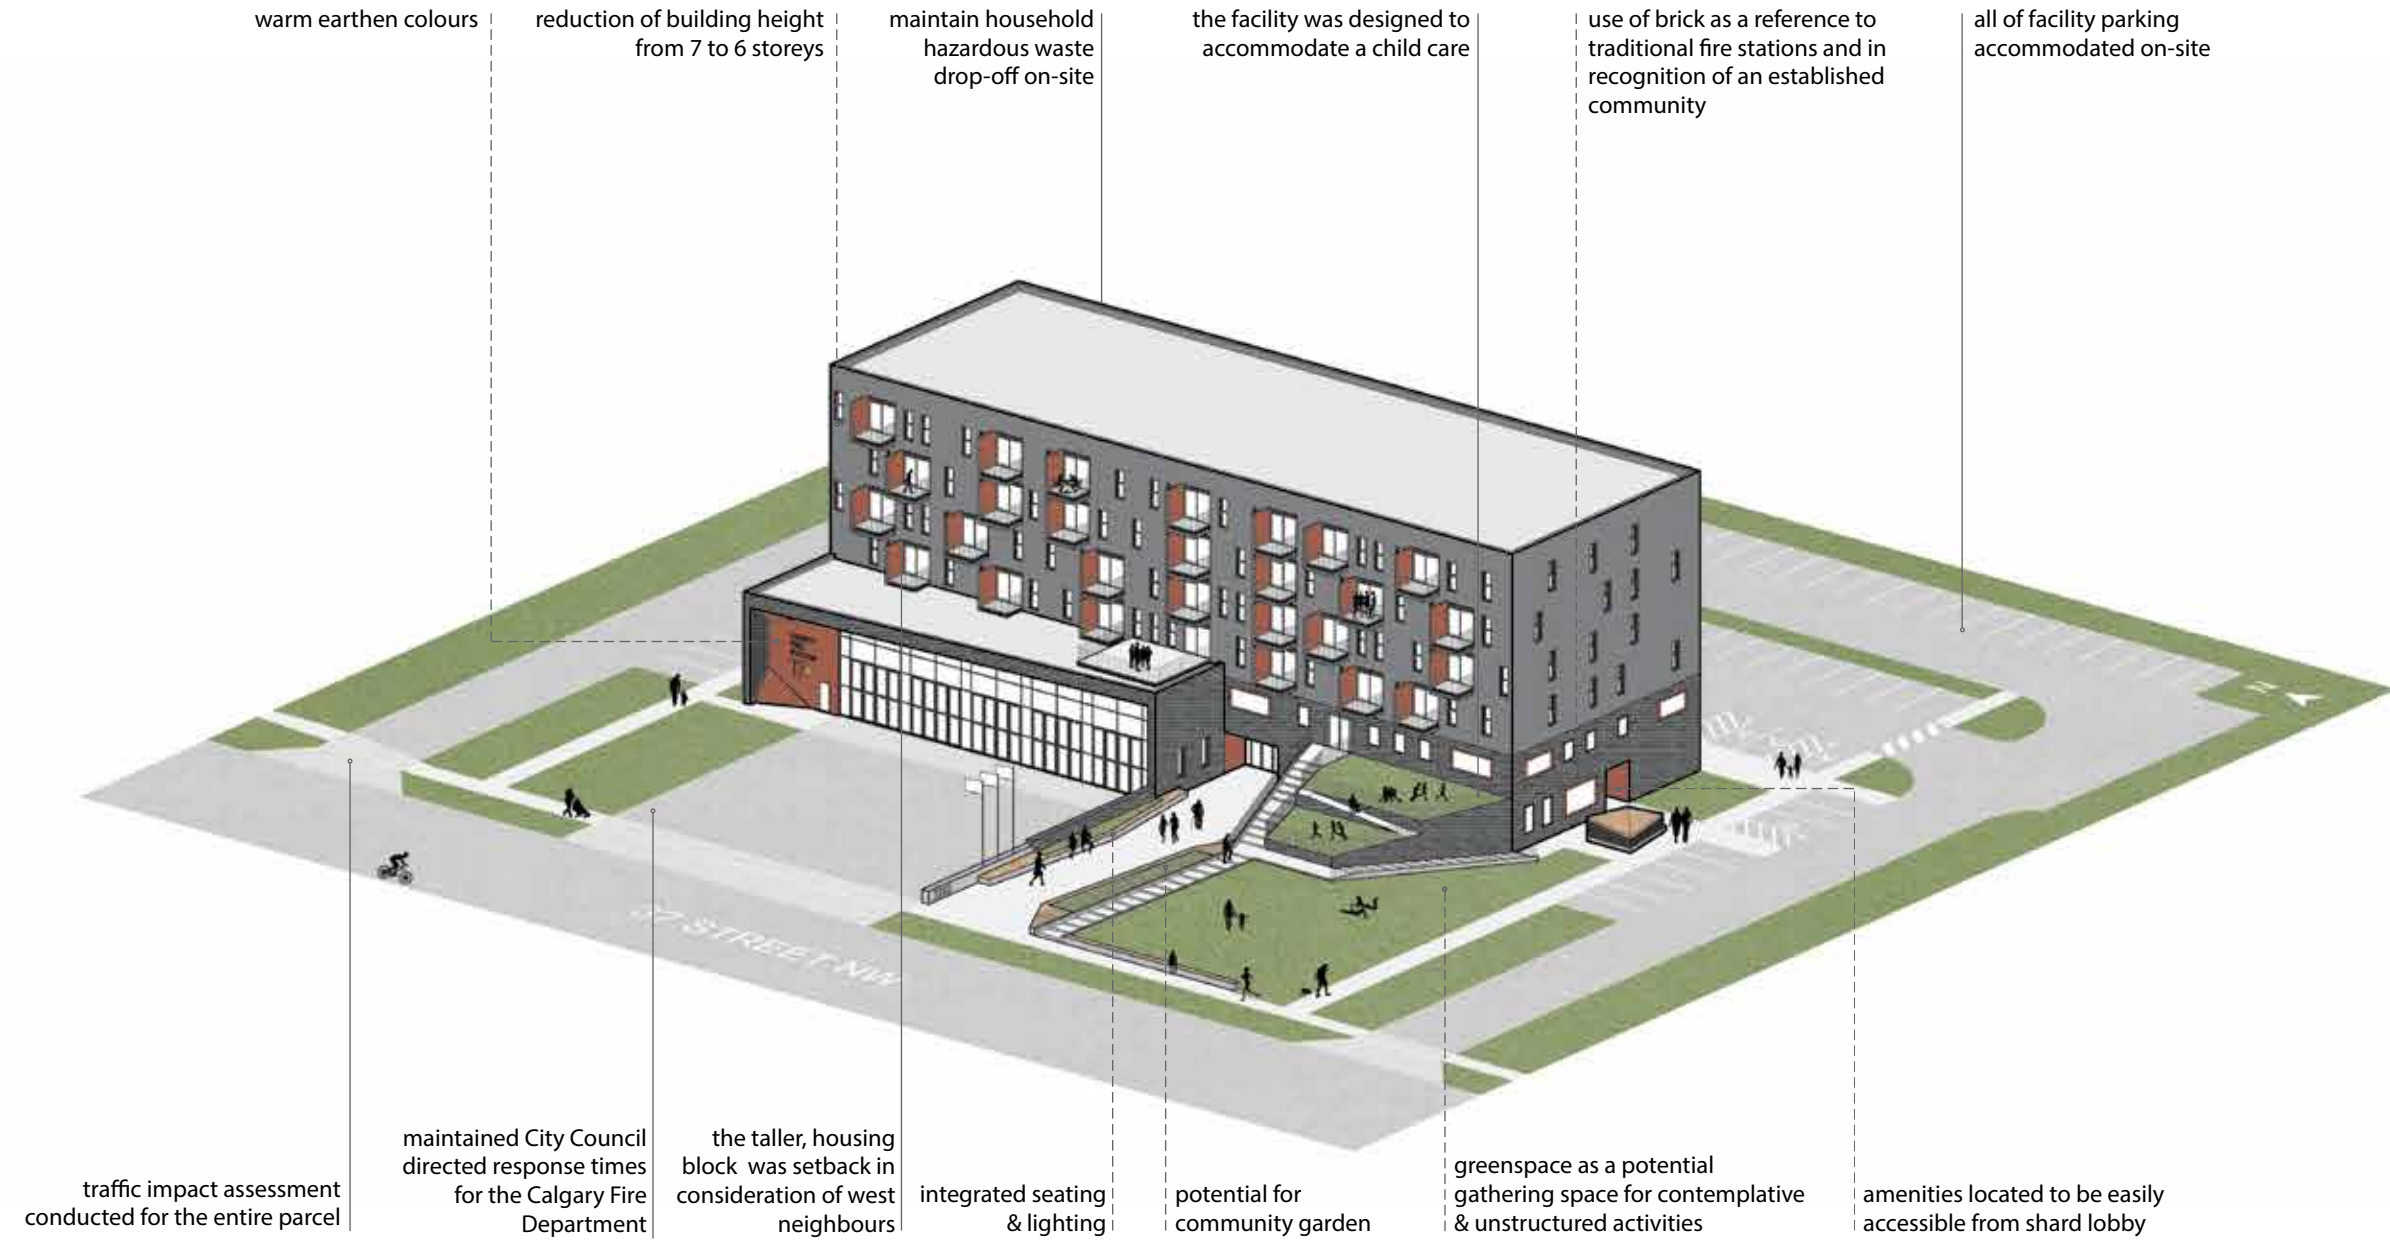 warm earthen colours
reduction of building height
from 7 to 6 storeys
maintain household
hazardous waste
drop-off on-site
the facility was designed to
accommodate a child care
use of brick as a reference to
traditional fire stations and in
recognition of an established
community
all of facility parking
accommodated on-site
N
STREET NW
traffic impact assessment
conducted for the entire parcel
maintained City Council
directed response times
for the Calgary Fire
Department
the taller, housing
block was setback in
consideration of west
neighbours
integrated seating
& lighting
potential for
community garden
greenspace as a potential
gathering space for contemplative
& unstructured activities
amenities located to be easily
accessible from shard lobby